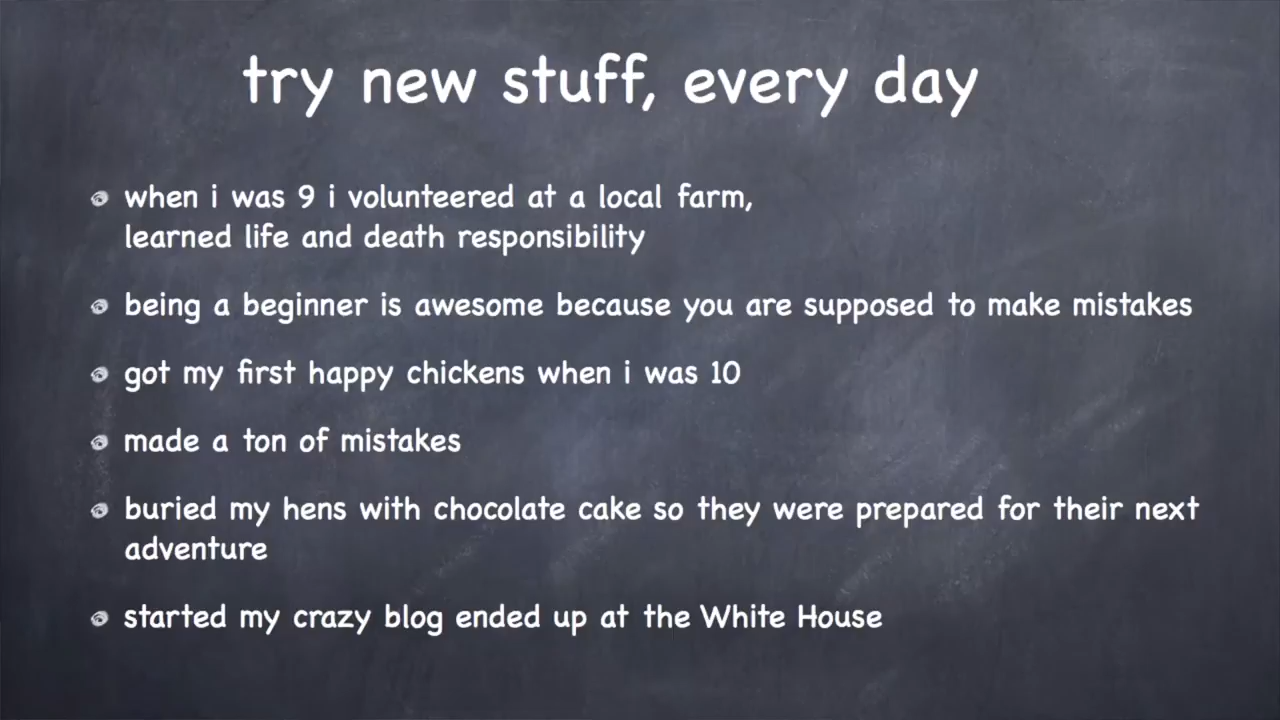 try new stuff, every day
when i was 9 i volunteered at a local farm,
learned life and death responsibility
being a beginner is awesome because you are supposed to make mistakes
got my first happy chickens when i was 10
made a ton of mistakes
buried my hens with chocolate cake so they were prepared for their next
adventure
started my crazy blog ended up at the White House